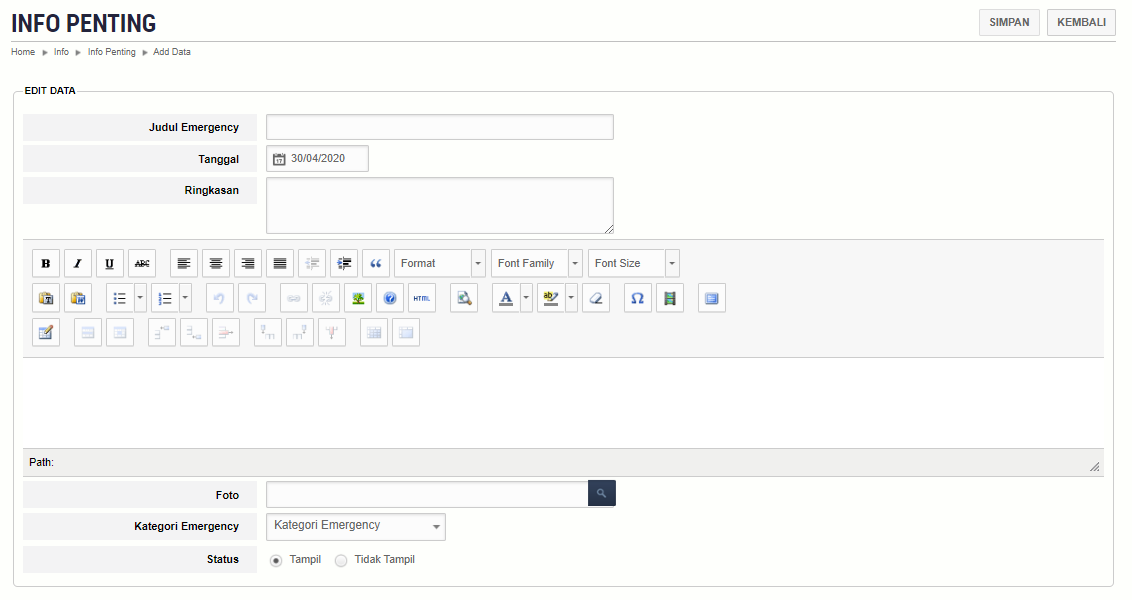 INFO PENTING
SIMPAN KEMBALI
Home Info Info Penting Add Data
EDIT DATA
Judul Emergency
Tanggal 30/04/2020
Ringkasan
B I U ABC Format Font Family Font Size
HTML A ab Ω
Path:
Foto
Kategori Emergency Kategori Emergency
Status Tampil Tidak Tampil